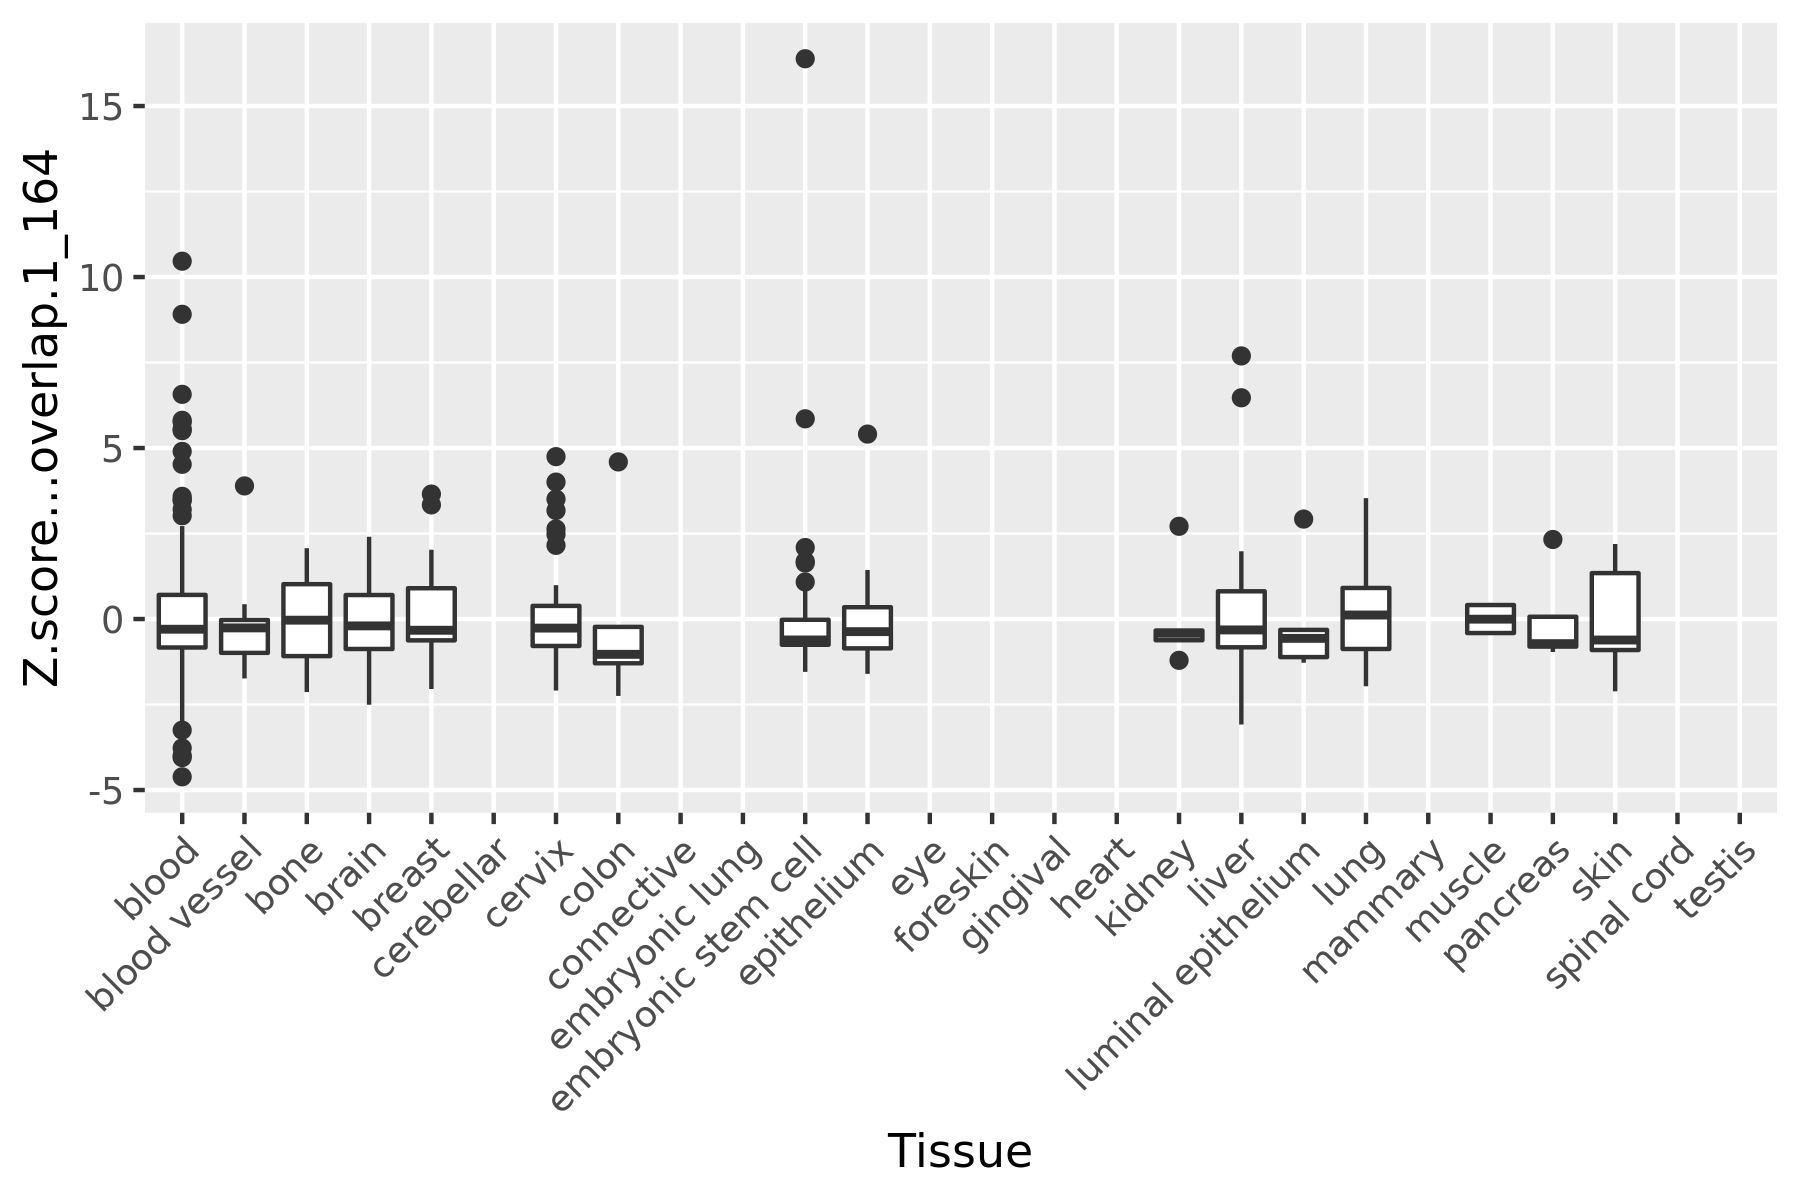 Z.score...overlap.1_164
15
10
5
0
-5
blood
blood vessel
bone
brain
breast
cerebellar
cervix
colon
connective
embryonic lung
embryonic stem cell
epithelium
eye
foreskin
gingival
heart
kidney
liver
luminal epithelium
lung
mammary
muscle
pancreas
skin
spinal cord
testis
Tissue